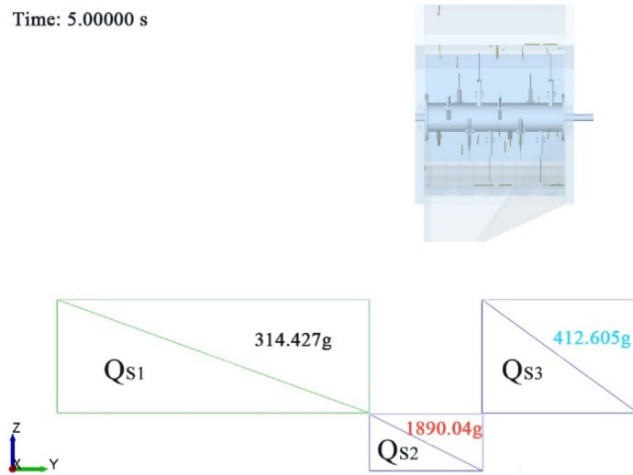 Time: 5.00000 s
314.427g
412.605g
QS1
QS3
1890.04g
QS2
Z
X
Y